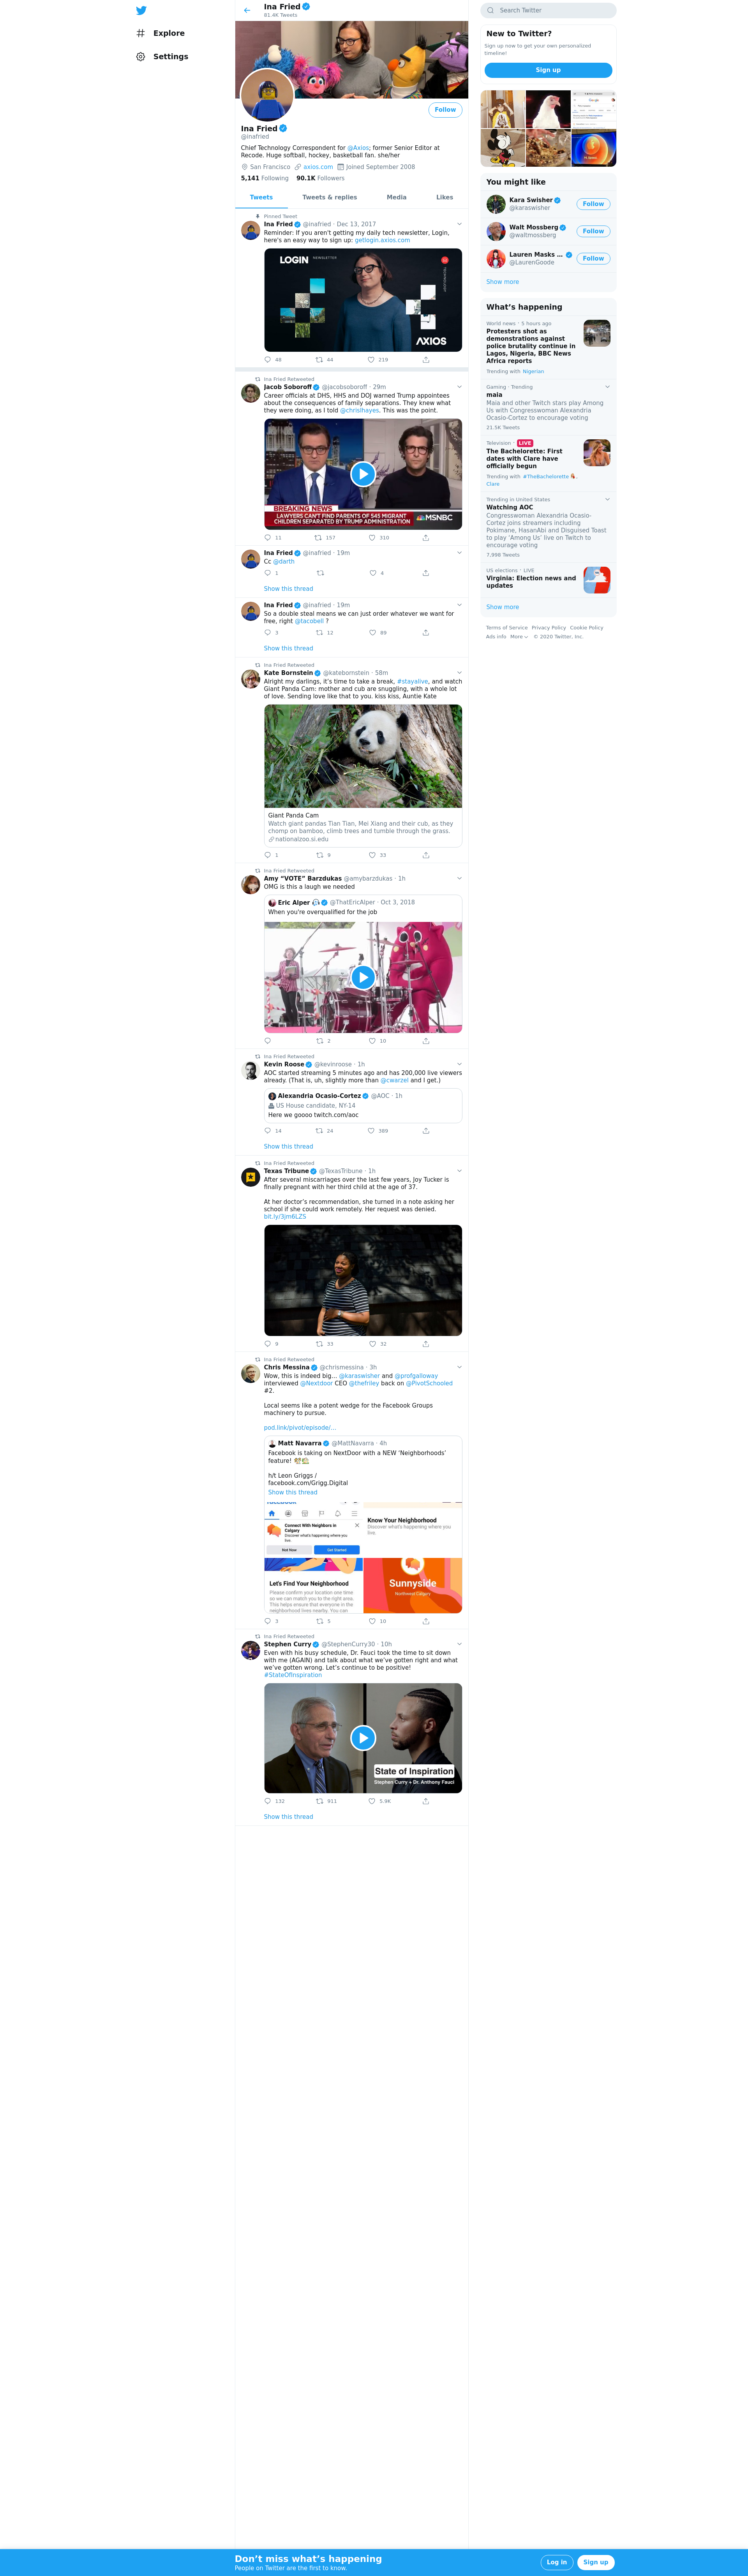 Explore
Settings
Ina Fried
81.4K Tweets
Follow
Ina Fried
@inafried
Chief Technology Correspondent for @Axios; former Senior Editor at
Recode. Huge softball, hockey, basketball fan. she/her
San Francisco axios.com Joined September 2008
5,141 Following 90.1K Followers
Tweets Tweets & replies Media Likes
Pinned Tweet
Ina Fried @inafried · Dec 13, 2017
Reminder: If you aren't getting my daily tech newsletter, Login,
here's an easy way to sign up: getlogin.axios.com
LOGIN NEWSLETTER
TECHNOLOGY
AXIOS
48 44 219
Ina Fried Retweeted
Jacob Soboroff @jacobsoboroff · 29m
Career officials at DHS, HHS and DOJ warned Trump appointees
about the consequences of family separations. They knew what
they were doing, as I told @chrislhayes. This was the point.
BREAKING NEWS
LAWYERS CAN'T FIND PARENTS OF 545 MIGRANT
CHILDREN SEPARATED BY TRUMP ADMINISTRATION
MSNBC
11 157 310
Ina Fried @inafried · 19m
Cc @darth
1 4
Show this thread
Ina Fried @inafried · 19m
So a double steal means we can just order whatever we want for
free, right @tacobell ?
3 12 89
Show this thread
Ina Fried Retweeted
Kate Bornstein @katebornstein · 58m
Alright my darlings, it's time to take a break, #stayalive, and watch
Giant Panda Cam: mother and cub are snuggling, with a whole lot
of love. Sending love like that to you. kiss kiss, Auntie Kate
Giant Panda Cam
Watch giant pandas Tian Tian, Mei Xiang and their cub, as they
chomp on bamboo, climb trees and tumble through the grass.
nationalzoo.si.edu
1 9 33
Ina Fried Retweeted
Amy "VOTE" Barzdukas @amybarzdukas · 1h
OMG is this a laugh we needed
Eric Alper @ThatEricAlper · Oct 3, 2018
When you're overqualified for the job
2 10
Ina Fried Retweeted
Kevin Roose @kevinroose · 1h
AOC started streaming 5 minutes ago and has 200,000 live viewers
already. (That is, uh, slightly more than @cwarzel and I get.)
Alexandria Ocasio-Cortez @AOC · 1h
US House candidate, NY-14
Here we goooo twitch.com/aoc
14 24 389
Show this thread
Ina Fried Retweeted
Texas Tribune @TexasTribune · 1h
After several miscarriages over the last few years, Joy Tucker is
finally pregnant with her third child at the age of 37.
At her doctor's recommendation, she turned in a note asking her
school if she could work remotely. Her request was denied.
bit.ly/3jm6LZS
9 33 32
Ina Fried Retweeted
Chris Messina @chrismessina · 3h
Wow, this is indeed big... @karaswisher and @profgalloway
interviewed @Nextdoor CEO @thefriley back on @PivotSchooled
#2.
Local seems like a potent wedge for the Facebook Groups
machinery to pursue.
pod.link/pivot/episode/...
Matt Navarra @MattNavarra · 4h
Facebook is taking on NextDoor with a NEW 'Neighborhoods'
feature!
h/t Leon Griggs /
facebook.com/Grigg.Digital
Show this thread
Connect With Neighbors in
Calgary
Discover what's happening where you
live
Not Now Get Started
Let's Find Your Neighborhood
Please confirm your location one time
so we can match you to the right area.
This helps ensure that everyone in the
neighborhood lives nearby. You can
Know Your Neighborhood
Discover what's happening where you
live.
Sunnyside
Northwest Calgary
3 5 10
Ina Fried Retweeted
Stephen Curry @StephenCurry30 · 10h
Even with his busy schedule, Dr. Fauci took the time to sit down
with me (AGAIN) and talk about what we've gotten right and what
we've gotten wrong. Let's continue to be positive!
#StateOfInspiration
State of Inspiration
Stephen Curry + Dr. Anthony Fauci
132 911 5.9K
Show this thread
Search Twitter
New to Twitter?
Sign up now to get your own personalized
timeline!
Sign up
You might like
Kara Swisher
@karaswisher
Follow
Walt Mossberg
@waltmossberg
Follow
Lauren Masks ...
@LaurenGoode
Follow
Show more
What's happening
World news · 5 hours ago
Protesters shot as
demonstrations against
police brutality continue in
Lagos, Nigeria, BBC News
Africa reports
Trending with Nigerian
Gaming · Trending
maia
Maia and other Twitch stars play Among
Us with Congresswoman Alexandria
Ocasio-Cortez to encourage voting
21.5K Tweets
Television · LIVE
The Bachelorette: First
dates with Clare have
officially begun
Trending with #TheBachelorette,
Clare
Trending in United States
Watching AOC
Congresswoman Alexandria Ocasio-
Cortez joins streamers including
Pokimane, HasanAbi and Disguised Toast
to play 'Among Us' live on Twitch to
encourage voting
7,998 Tweets
US elections · LIVE
Virginia: Election news and
updates
Show more
Terms of Service Privacy Policy Cookie Policy
Ads info More © 2020 Twitter, Inc.
Don't miss what's happening
People on Twitter are the first to know.
Log in Sign up